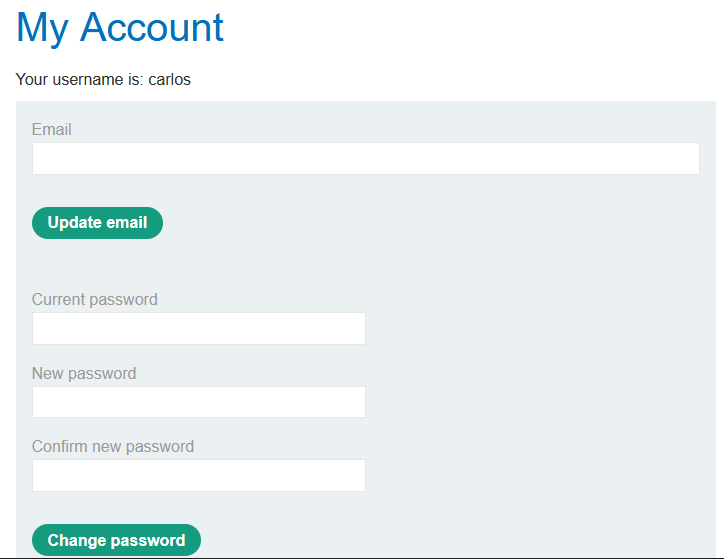 My Account
Your username is: carlos
Email
Update email
Current password
New password
Confirm new password
Change password